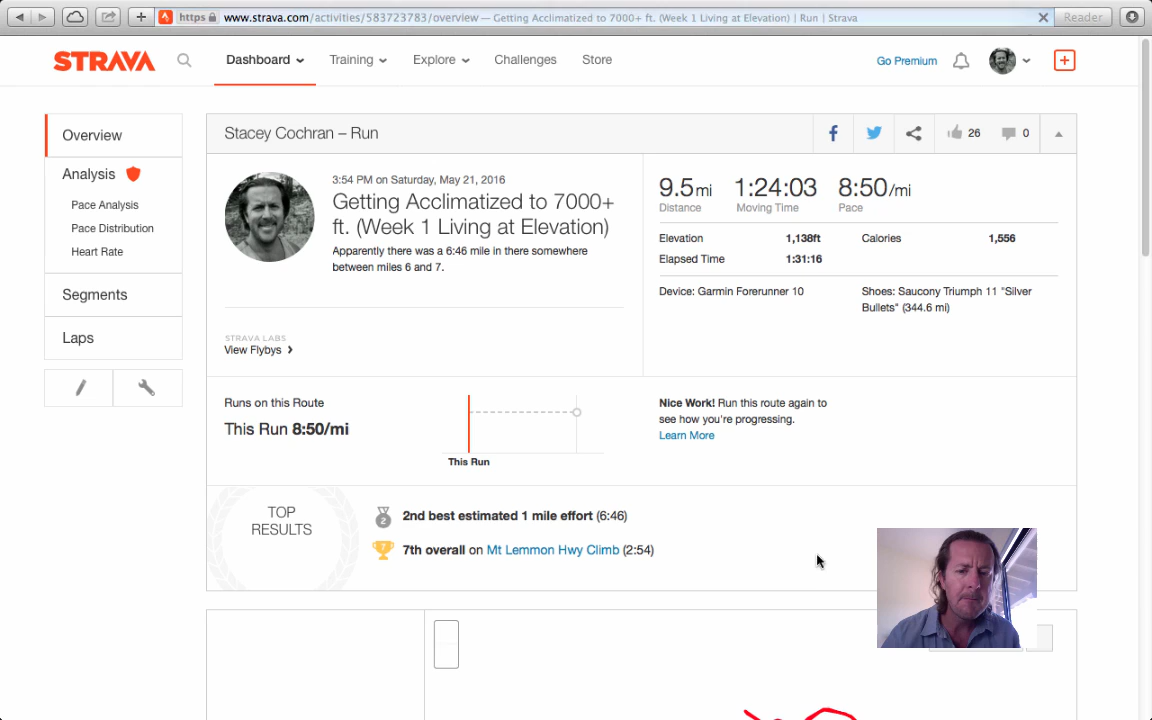 https www.strava.com/activities/583723783/overview — Getting Acclimatized to 7000+ ft. (Week 1 Living at Elevation) | Run | Strava
Reader
STRAVA
Dashboard
Training
Explore
Challenges
Store
Go Premium
Overview
Analysis
Pace Analysis
Pace Distribution
Heart Rate
Segments
Laps
Stacey Cochran – Run
26
0
3:54 PM on Saturday, May 21, 2016
Getting Acclimatized to 7000+
ft. (Week 1 Living at Elevation)
Apparently there was a 6:46 mile in there somewhere
between miles 6 and 7.
STRAVA LABS
View Flybys
9.5mi 1:24:03 8:50/mi
Distance Moving Time Pace
Elevation 1,138ft Calories 1,556
Elapsed Time 1:31:16
Device: Garmin Forerunner 10
Shoes: Saucony Triumph 11 "Silver
Bullets" (344.6 mi)
Runs on this Route
This Run 8:50/mi
This Run
Nice Work! Run this route again to
see how you're progressing.
Learn More
TOP
RESULTS
2
2nd best estimated 1 mile effort (6:46)
7
7th overall on Mt Lemmon Hwy Climb (2:54)